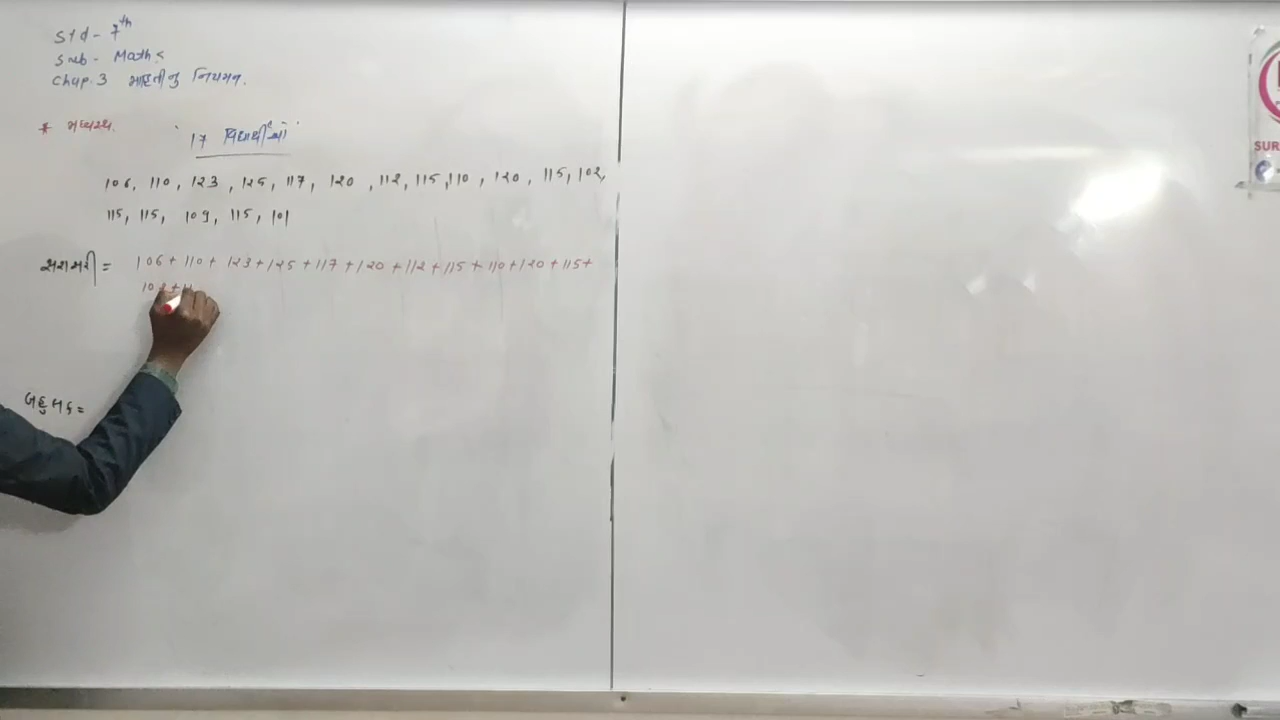 Std - 7th
Sub - Maths
Chap. 3 માહિતીનું નિયમન.
* મધ્યસ્થ.
17 વિદ્યાર્થીઓ
106, 110, 123, 125, 117, 120, 112, 115, 110, 120, 115, 102,
115, 115, 109, 115, 101
સરાસરી = 106 + 110 + 123 + 125 + 117 + 120 + 112 + 115 + 110 + 120 + 115 +
બહુલક =
SUR